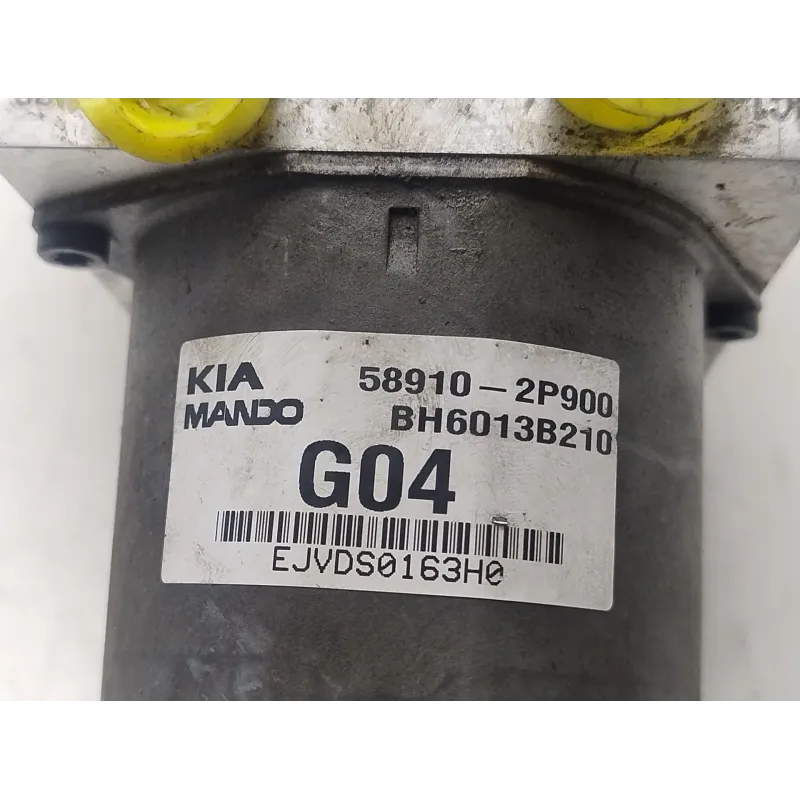 KIA 58910-2P900
MANDO BH6013B210
G04
EJVDS0163H0